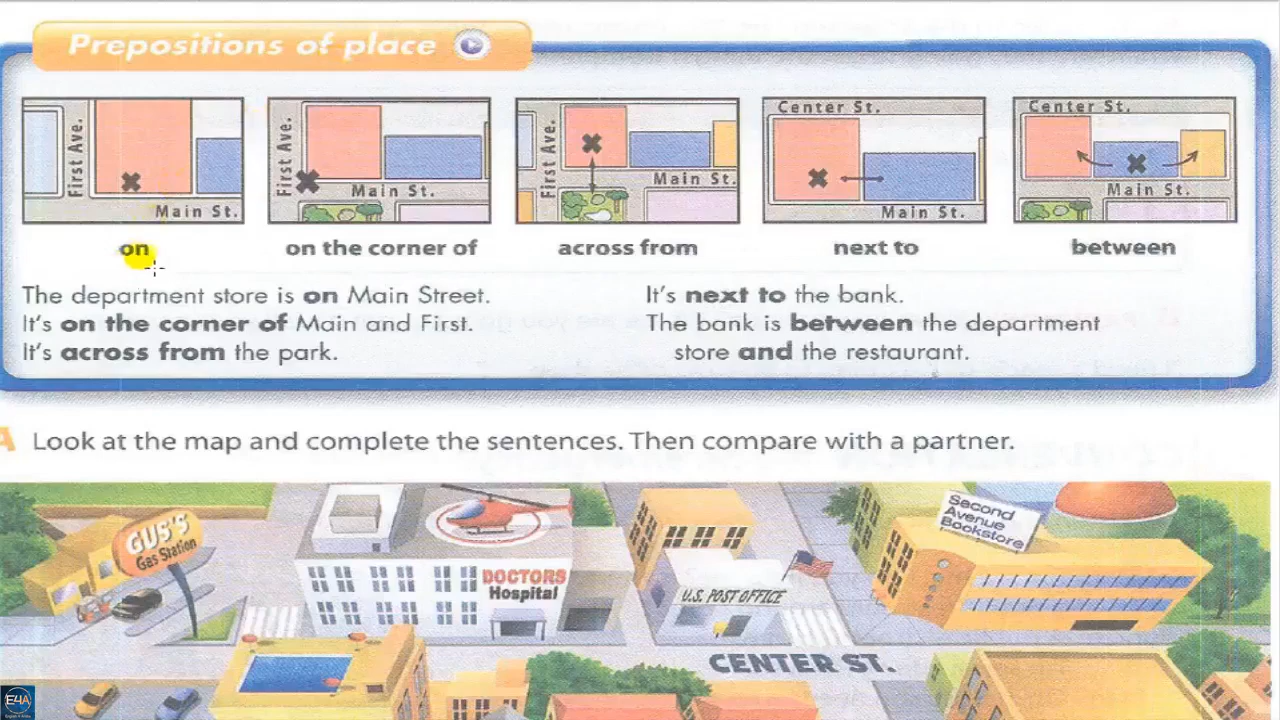 Prepositions of place
First Ave.
Main St.
First Ave.
Main St.
First Ave.
Main St.
Center St.
Main St.
Center St.
Main St.
on
on the corner of
across from
next to
between
The department store is on Main Street.
It's on the corner of Main and First.
It's across from the park.
It's next to the bank.
The bank is between the department
store and the restaurant.
A Look at the map and complete the sentences. Then compare with a partner.
GUS'S
Gas Station
DOCTORS
Hospital
U.S. POST OFFICE
Second
Avenue
Bookstore
CENTER ST.
E4A